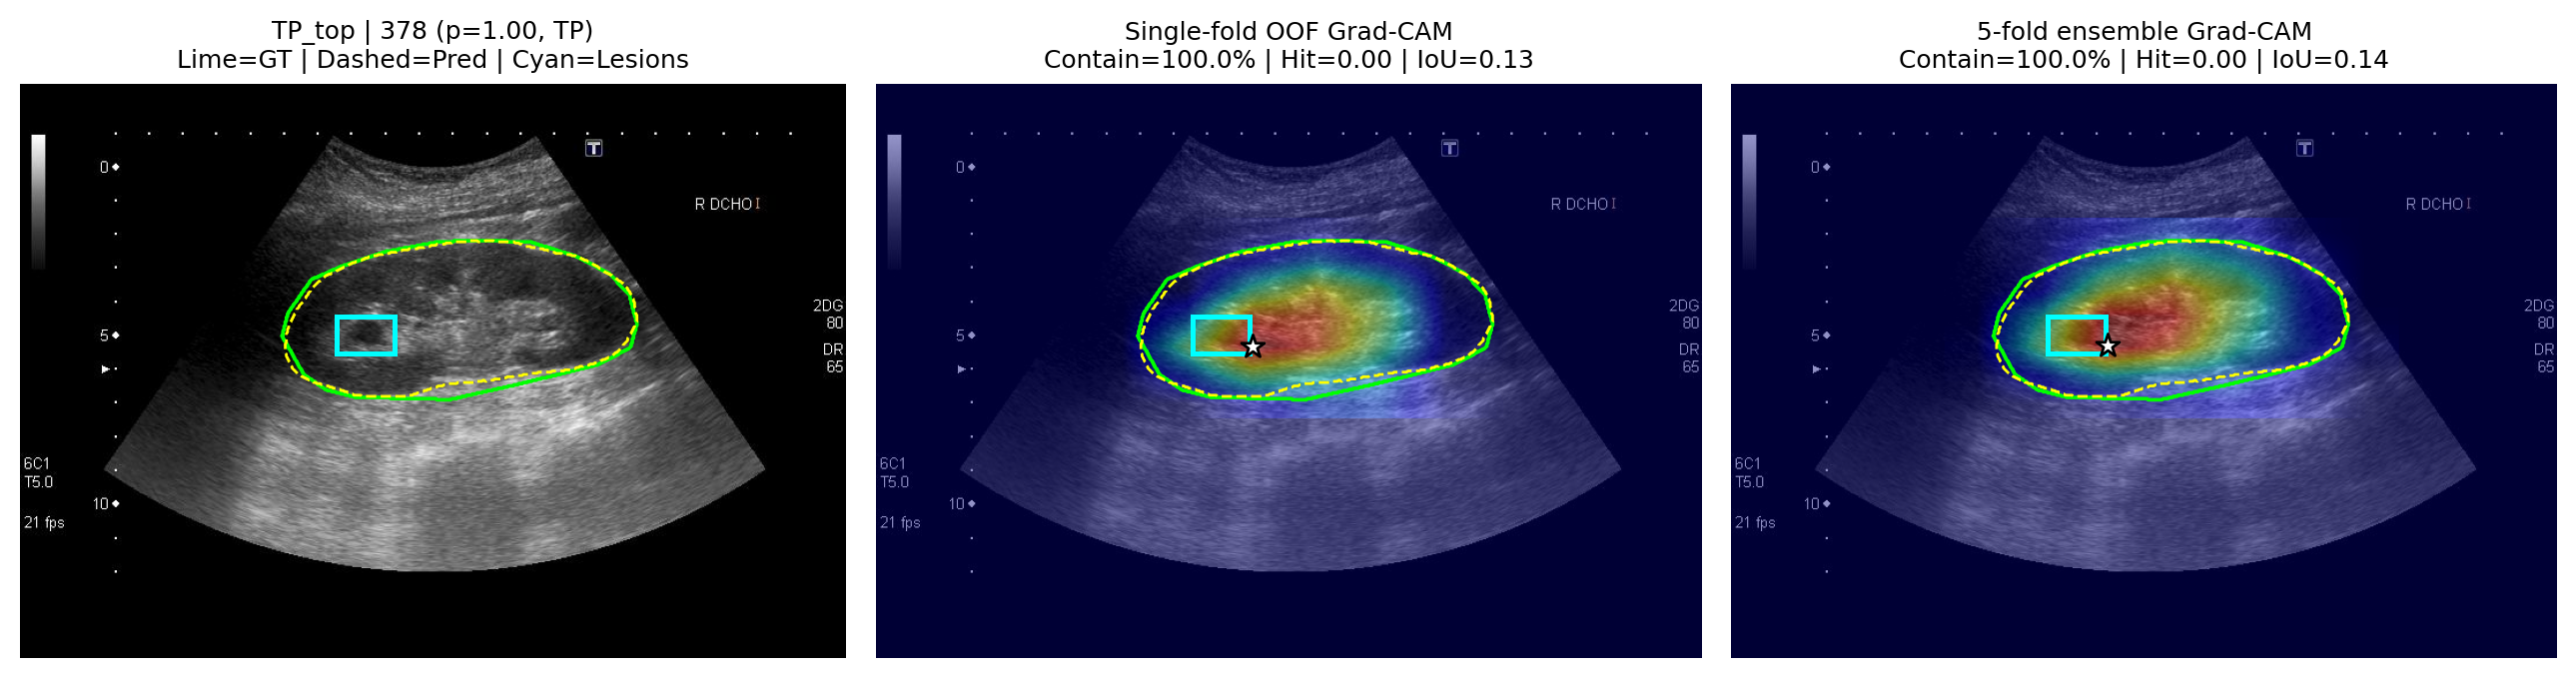 TP_top | 378 (p=1.00, TP)
Lime=GT | Dashed=Pred | Cyan=Lesions
T
0
R DCHO I
2DG
80
5
DR
65
6C1
T5.0
10
21 fps
Single-fold OOF Grad-CAM
Contain=100.0% | Hit=0.00 | IoU=0.13
T
0
R DCHO I
2DG
80
5
DR
65
6C1
T5.0
10
21 fps
5-fold ensemble Grad-CAM
Contain=100.0% | Hit=0.00 | IoU=0.14
T
0
R DCHO I
2DG
80
5
DR
65
6C1
T5.0
10
21 fps